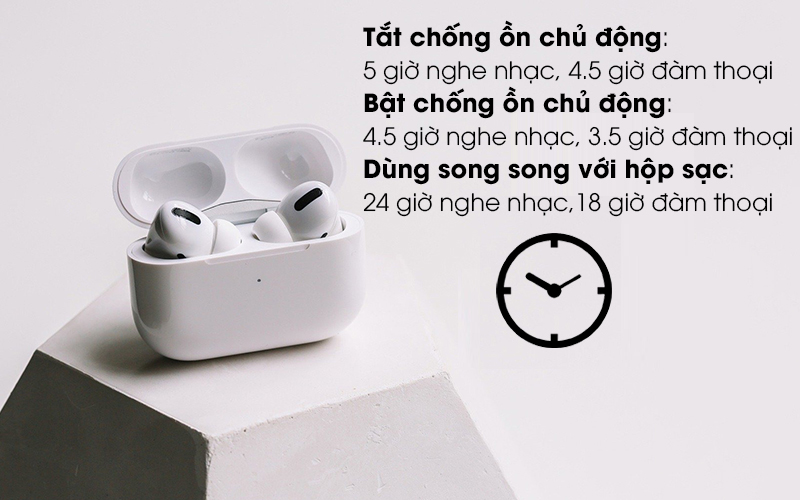 Tắt chống ồn chủ động:
5 giờ nghe nhạc, 4.5 giờ đàm thoại
Bật chống ồn chủ động:
4.5 giờ nghe nhạc, 3.5 giờ đàm thoại
Dùng song song với hộp sạc:
24 giờ nghe nhạc,18 giờ đàm thoại